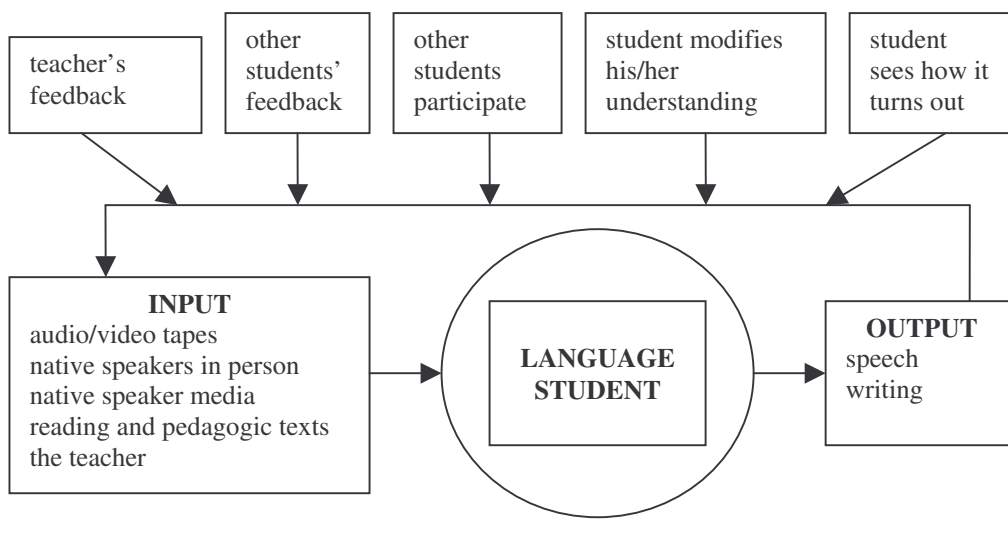 teacher's
feedback
other
students'
feedback
other
students
participate
student modifies
his/her
understanding
student
sees how it
turns out
INPUT
audio/video tapes
native speakers in person
native speaker media
reading and pedagogic texts
the teacher
LANGUAGE
STUDENT
OUTPUT
speech
writing